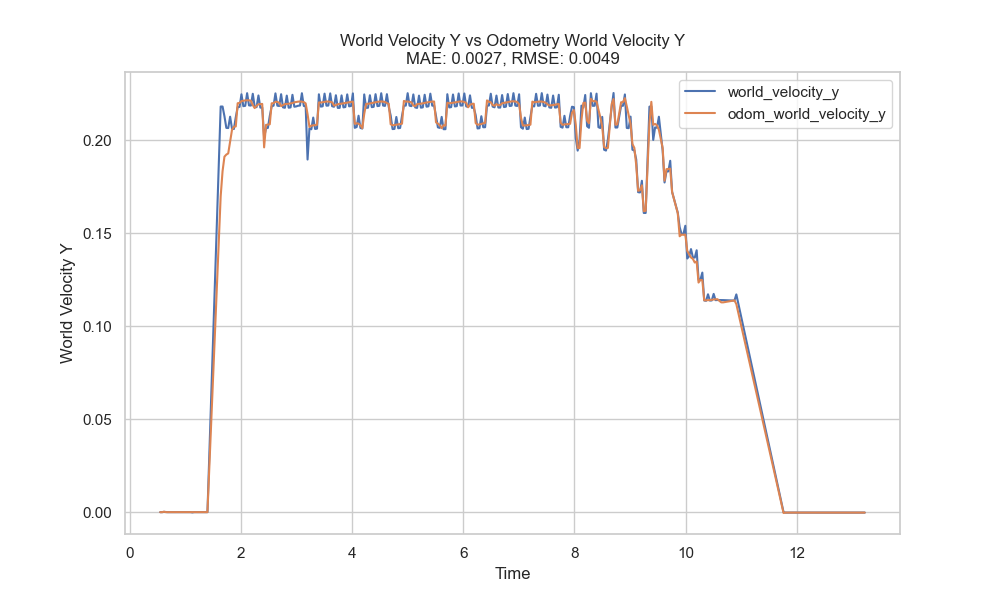 World Velocity Y vs Odometry World Velocity Y
MAE: 0.0027, RMSE: 0.0049
world_velocity_y
odom_world_velocity_y
0.20
0.15
0.10
0.05
0.00
World Velocity Y
0 2 4 6 8 10 12
Time